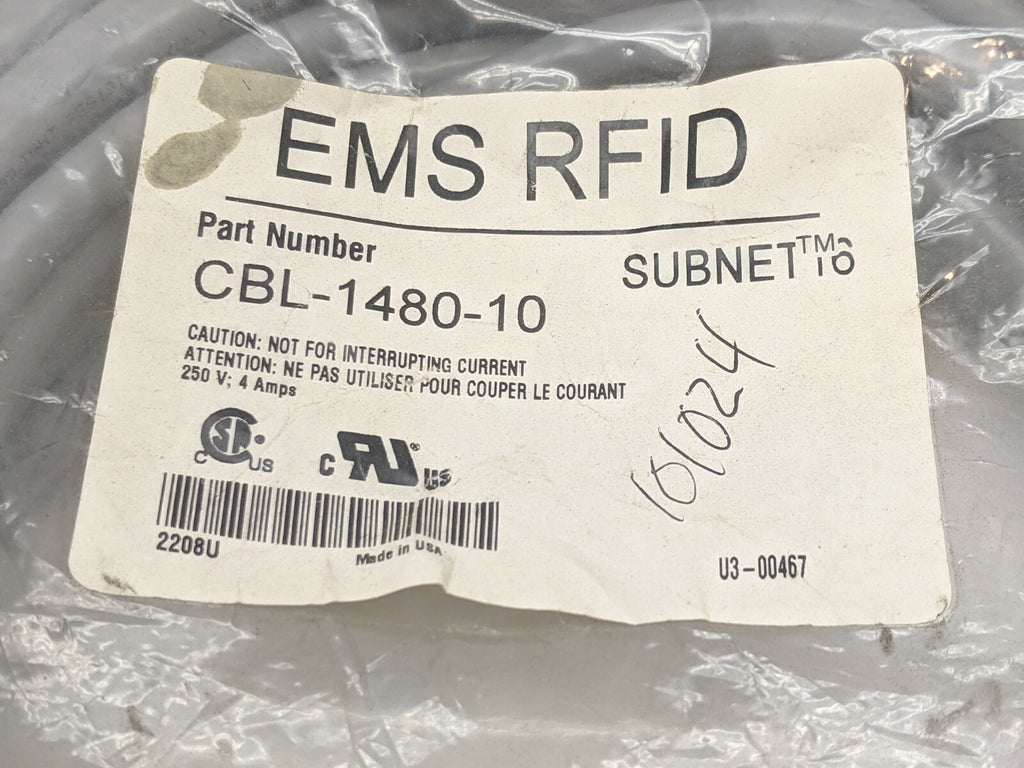 EMS RFID
Part Number
CBL-1480-10
SUBNET™16
CAUTION: NOT FOR INTERRUPTING CURRENT
ATTENTION: NE PAS UTILISER POUR COUPER LE COURANT
250 V; 4 Amps
C US
C ® US
101024
2208U
Made in USA
U3-00467